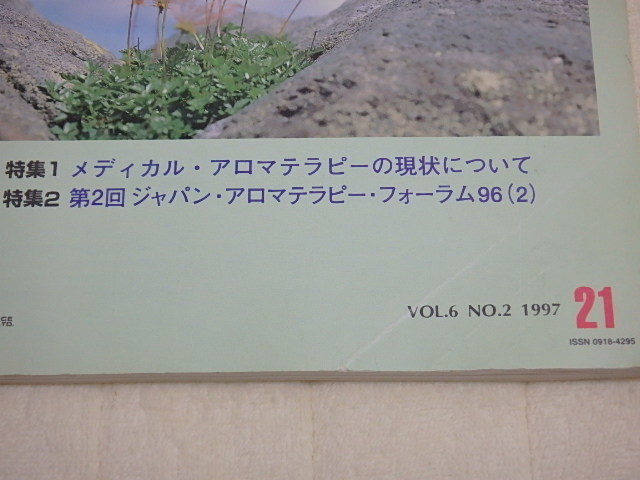 特集1 メディカル・アロマテラピーの現状について
特集2 第2回 ジャパン・アロマテラピー・フォーラム96(2)
CE
TD.
VOL.6 NO.2 1997 21
ISSN 0918-4295